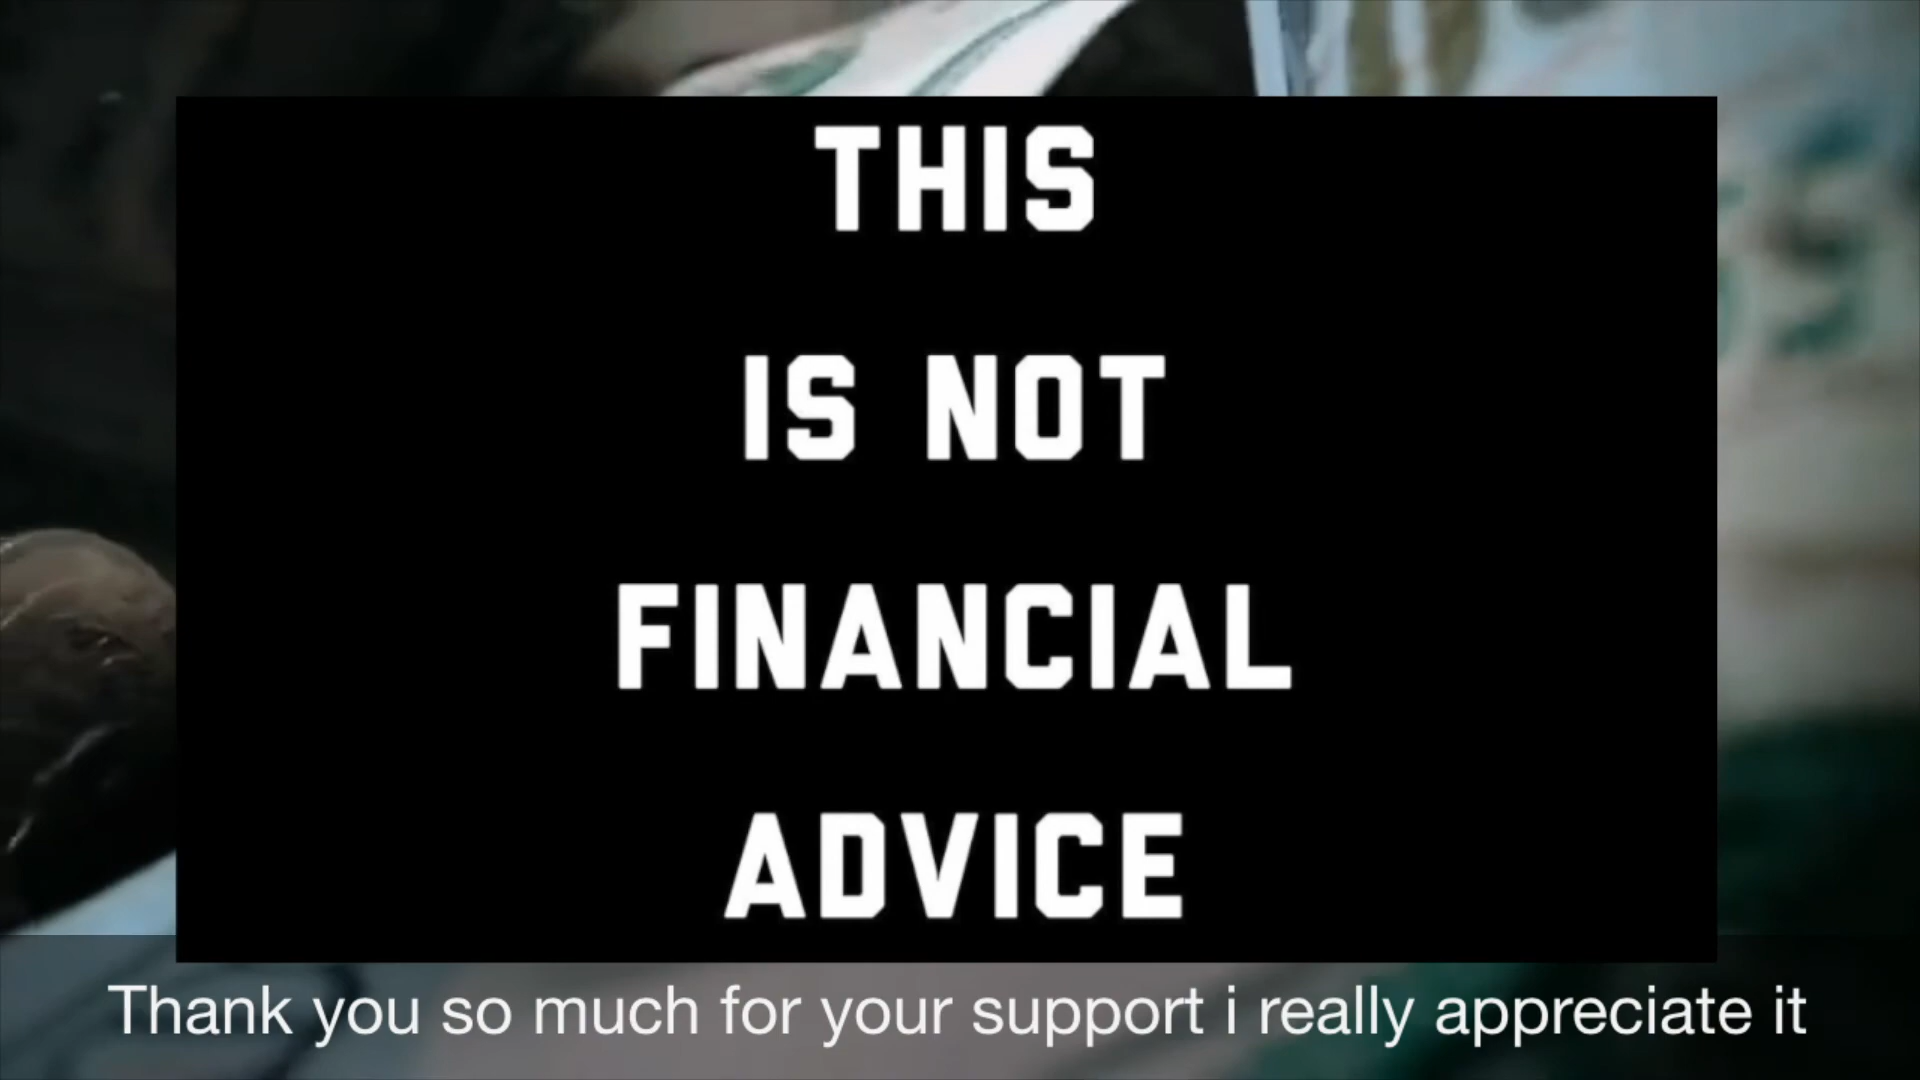 THIS
IS NOT
FINANCIAL
ADVICE
Thank you so much for your support i really appreciate it